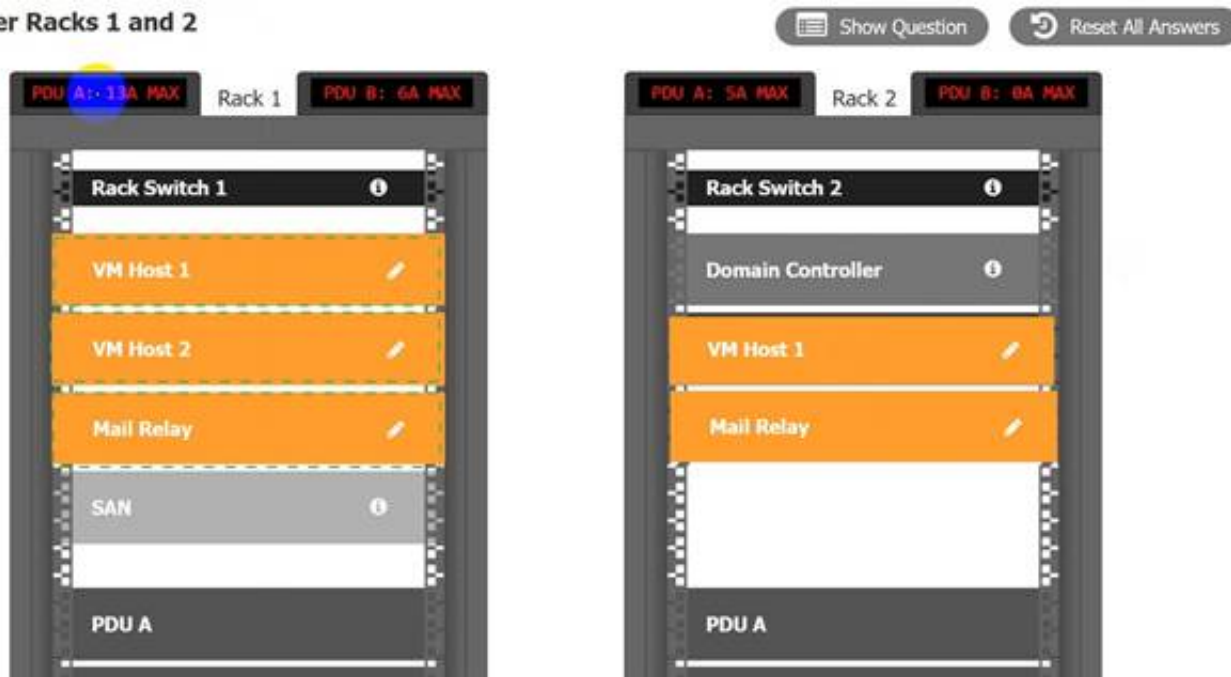 er Racks 1 and 2
Show Question
Reset All Answers
PDU A: 13A MAX
Rack 1
PDU B: 6A MAX
Rack Switch 1
VM Host 1
VM Host 2
Mail Relay
SAN
PDU A
PDU A: 5A MAX
Rack 2
PDU B: 0A MAX
Rack Switch 2
Domain Controller
VM Host 1
Mail Relay
PDU A